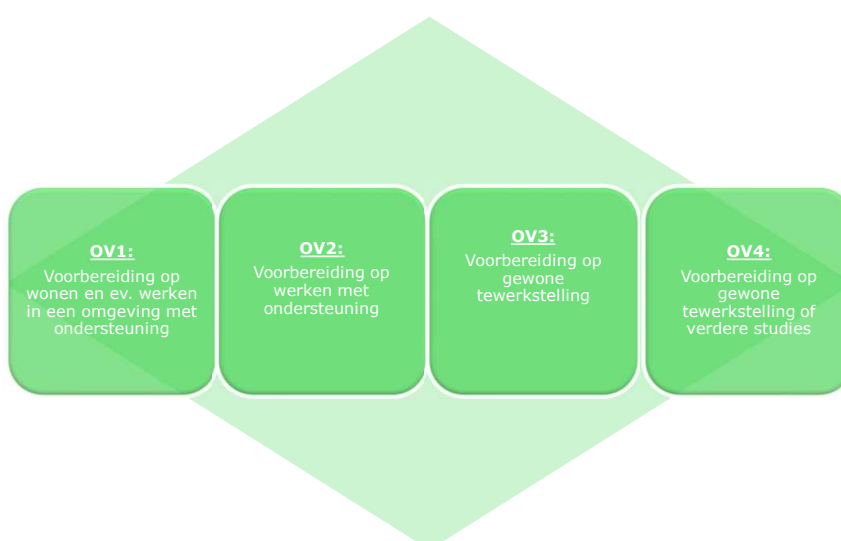 OV1:
Voorbereiding op
wonen en ev. werken
in een omgeving met
ondersteuning
OV2:
Voorbereiding op
werken met
ondersteuning
OV3:
Voorbereiding op
gewone
tewerkstelling
OV4:
Voorbereiding op
gewone
tewerkstelling of
verdere studies